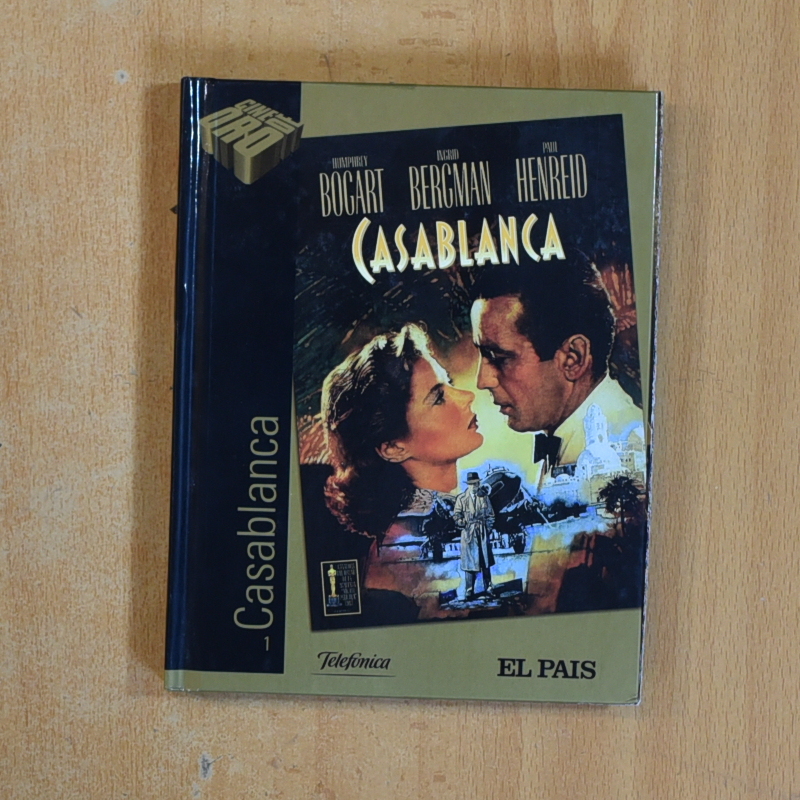 CINE DE
ORO
HUMPHREY
BOGART
INGRID
BERGMAN
PAUL
HENREID
CASABLANCA
Casablanca
1
Telefónica
EL PAIS